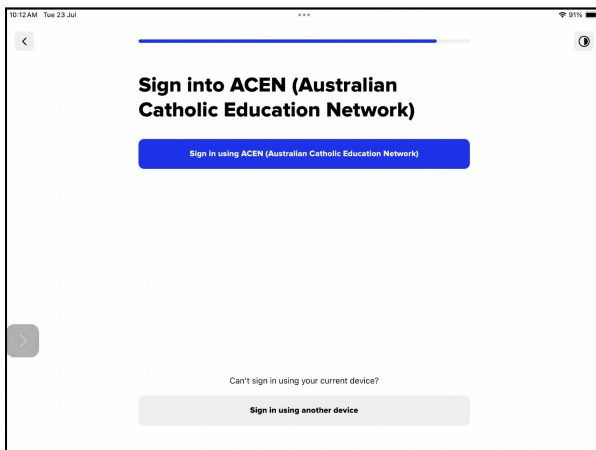 10:12 AM Tue 23 Jul
91%
Sign into ACEN (Australian
Catholic Education Network)
Sign in using ACEN (Australian Catholic Education Network)
Can't sign in using your current device?
Sign in using another device